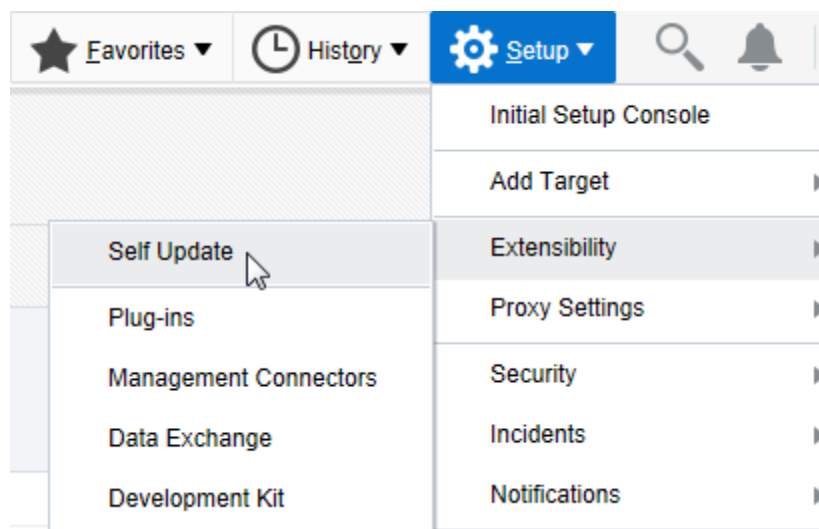 Favorites ▼
History ▼
Setup ▼
Initial Setup Console
Add Target
Extensibility
Proxy Settings
Security
Incidents
Notifications
Self Update
Plug-ins
Management Connectors
Data Exchange
Development Kit